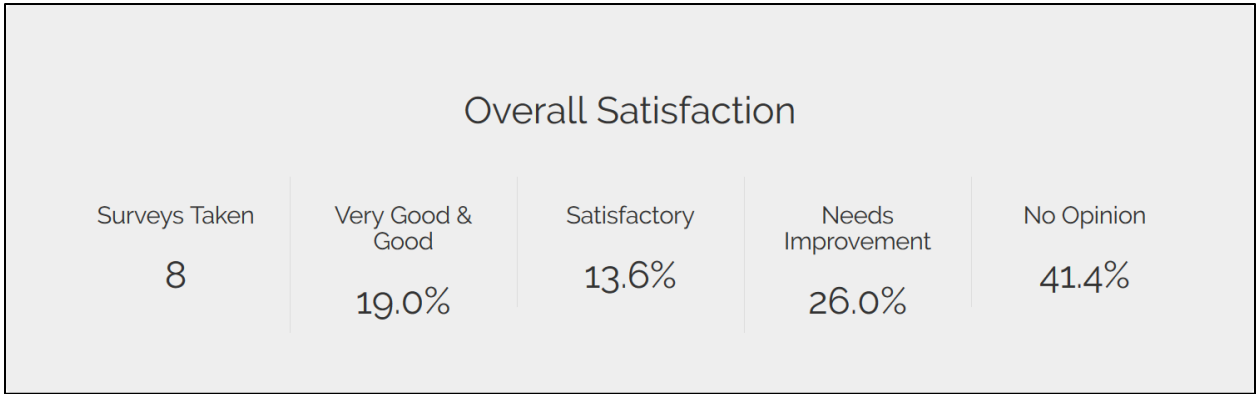 Overall Satisfaction
Surveys Taken
8
Very Good &
Good
19.0%
Satisfactory
13.6%
Needs
Improvement
26.0%
No Opinion
41.4%